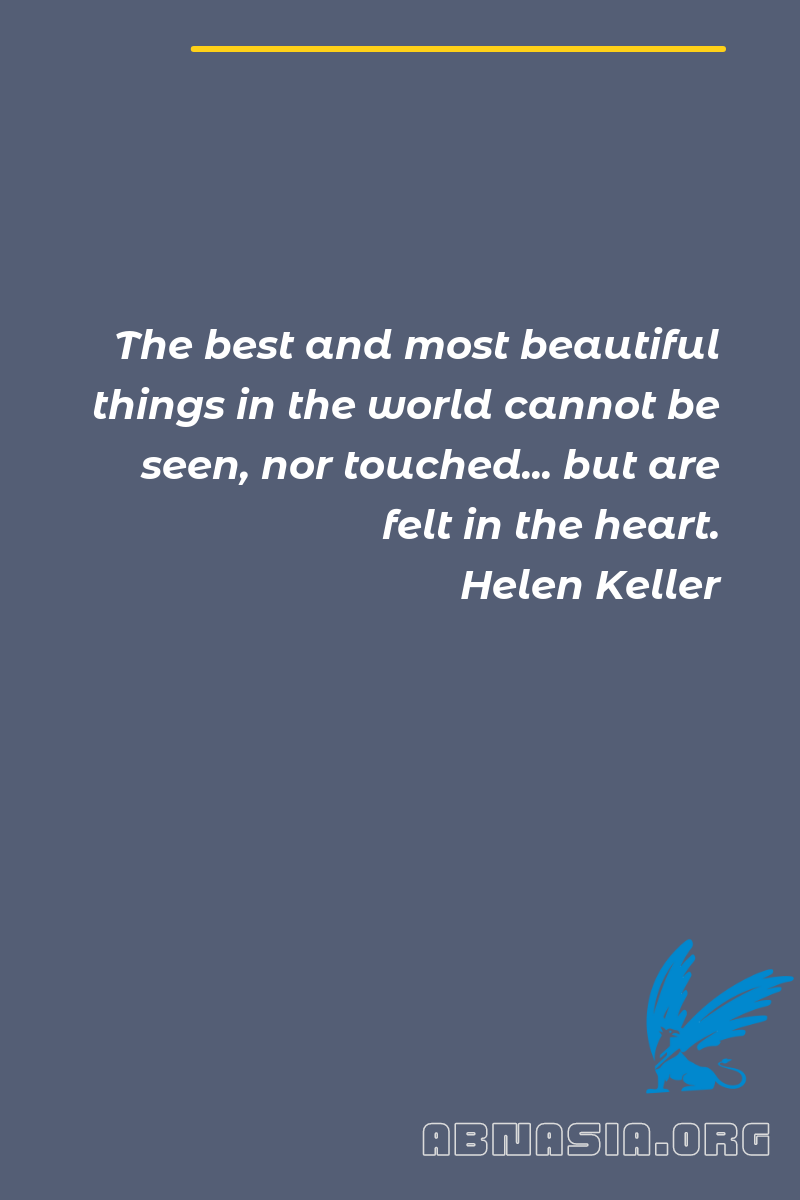 The best and most beautiful
things in the world cannot be
seen, nor touched... but are
felt in the heart.
Helen Keller
ABNASIA.ORG